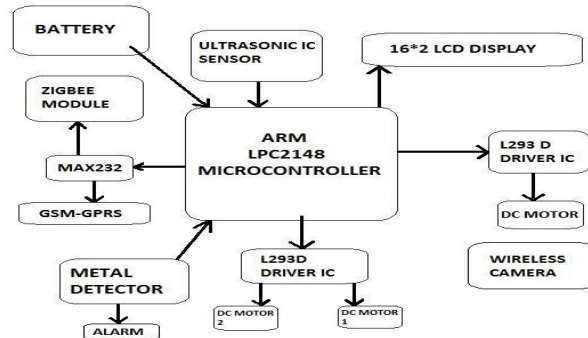 BATTERY
ULTRASONIC IC
SENSOR
16*2 LCD DISPLAY
ZIGBEE
MODULE
ARM
LPC2148
MICROCONTROLLER
L293 D
DRIVER IC
MAX232
GSM-GPRS
DC MOTOR
METAL
DETECTOR
L293D
DRIVER IC
WIRELESS
CAMERA
DC MOTOR
2
DC MOTOR
1
ALARM